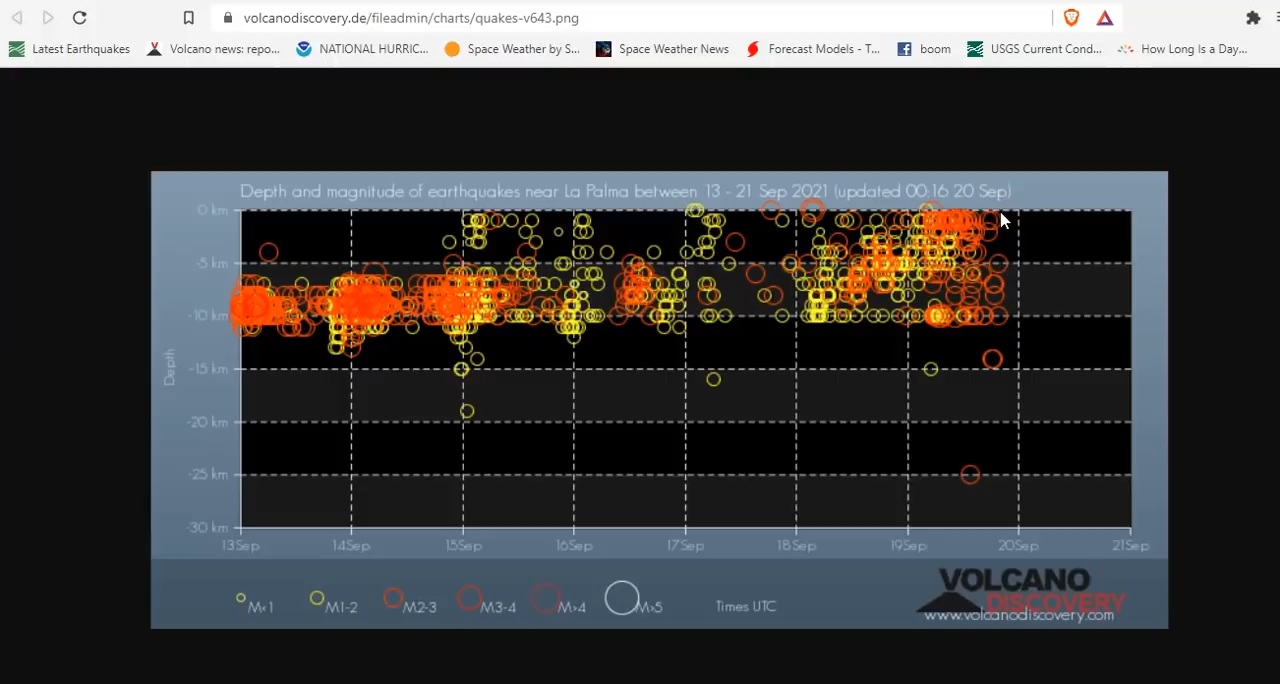 volcanodiscovery.de/fileadmin/charts/quakes-v643.png
Latest Earthquakes Volcano news: repo... NATIONAL HURRIC... Space Weather by S... Space Weather News Forecast Models - T... boom USGS Current Cond... How Long Is a Day...
Depth and magnitude of earthquakes near La Palma between 13 - 21 Sep 2021 (updated 00:16 20 Sep)
0 km
-5 km
-10 km
-15 km
-20 km
-25 km
-30 km
Depth
13Sep 14Sep 15Sep 16Sep 17Sep 18Sep 19Sep 20Sep 21Sep
M<1 M1-2 M2-3 M3-4 M>4 M>5 Times UTC
VOLCANO
DISCOVERY
www.volcanodiscovery.com